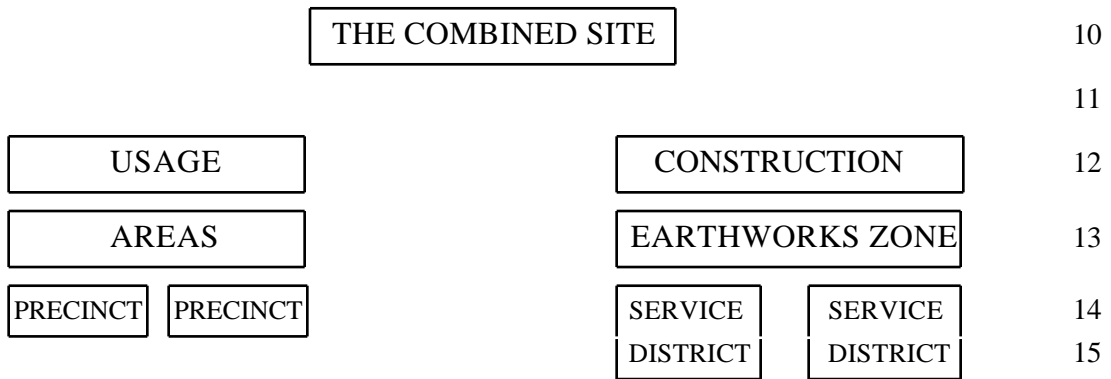 THE COMBINED SITE 10
11
USAGE CONSTRUCTION 12
AREAS EARTHWORKS ZONE 13
PRECINCT PRECINCT SERVICE SERVICE 14
DISTRICT DISTRICT 15